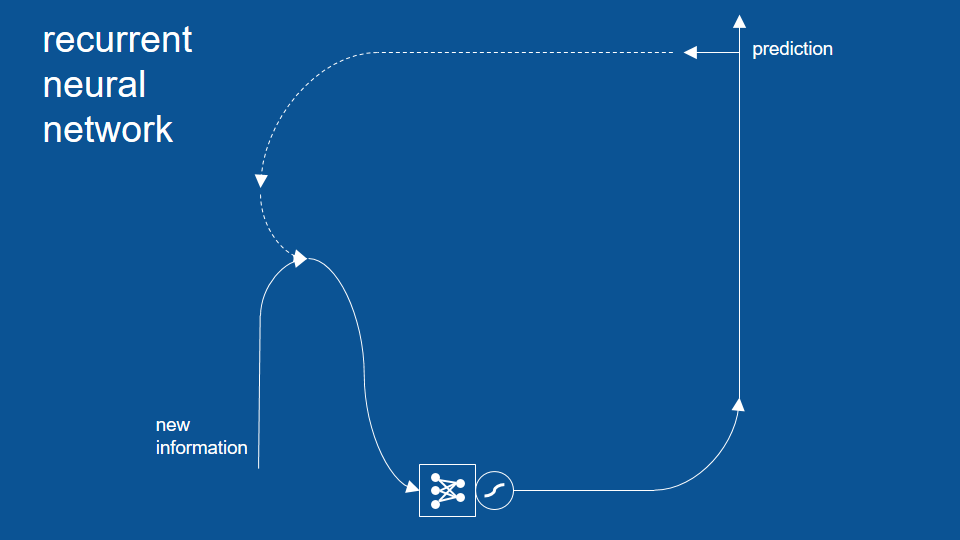 recurrent
neural
network
prediction
new
information